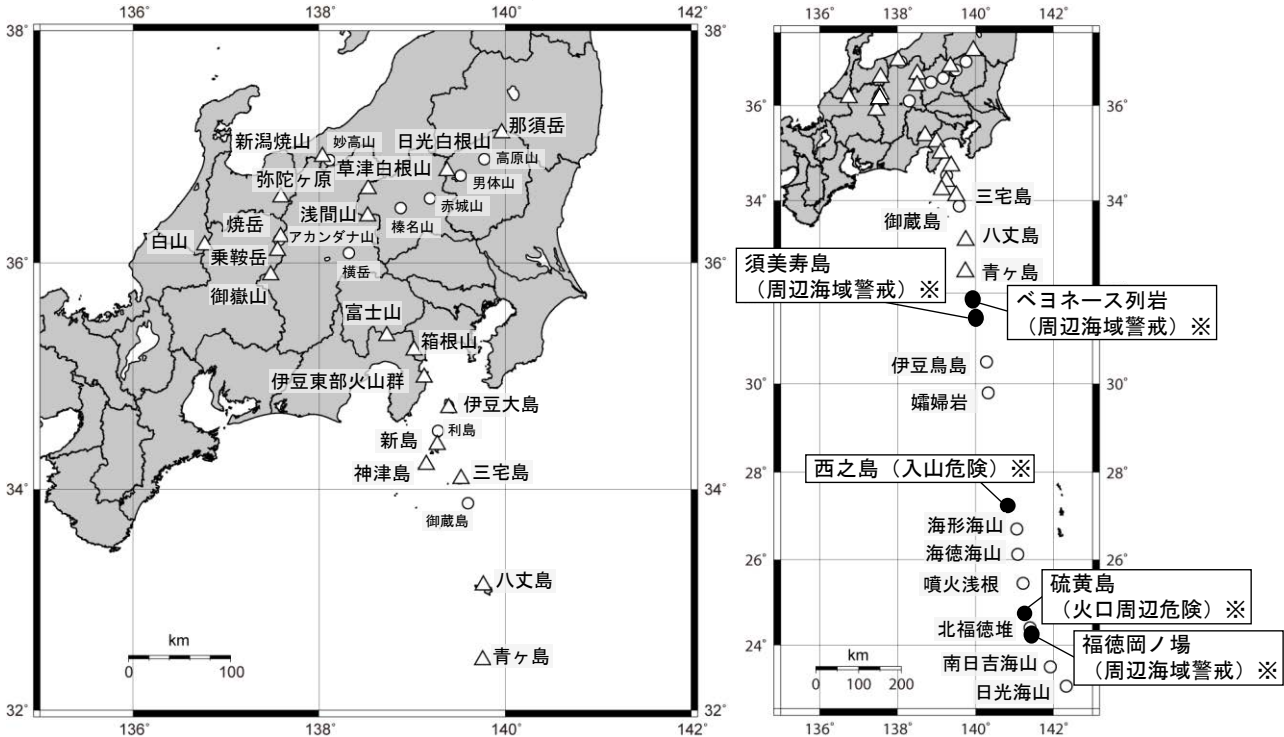 136° 138° 140° 142°
38°
36°
34°
32°
136° 138° 140° 142°
那須岳
日光白根山
高原山
新潟焼山
妙高山
草津白根山
男体山
弥陀ヶ原
赤城山
浅間山
榛名山
焼岳
アカンダナ山
白山
乗鞍岳
横岳
御嶽山
富士山
箱根山
伊豆東部火山群
伊豆大島
利島
新島
神津島
三宅島
御蔵島
八丈島
青ヶ島
km
0 100
136° 138° 140° 142°
36° 36°
34° 34°
30° 30°
28° 28°
26° 26°
24° 24°
136° 138° 140° 142°
三宅島
御蔵島
八丈島
青ヶ島
須美寿島
(周辺海域警戒)※
ベヨネース列岩
(周辺海域警戒)※
伊豆鳥島
孀婦岩
西之島(入山危険)※
海形海山
海徳海山
噴火浅根
硫黄島
(火口周辺危険)※
北福徳堆
福徳岡ノ場
(周辺海域警戒)※
南日吉海山
日光海山
km
0 100 200